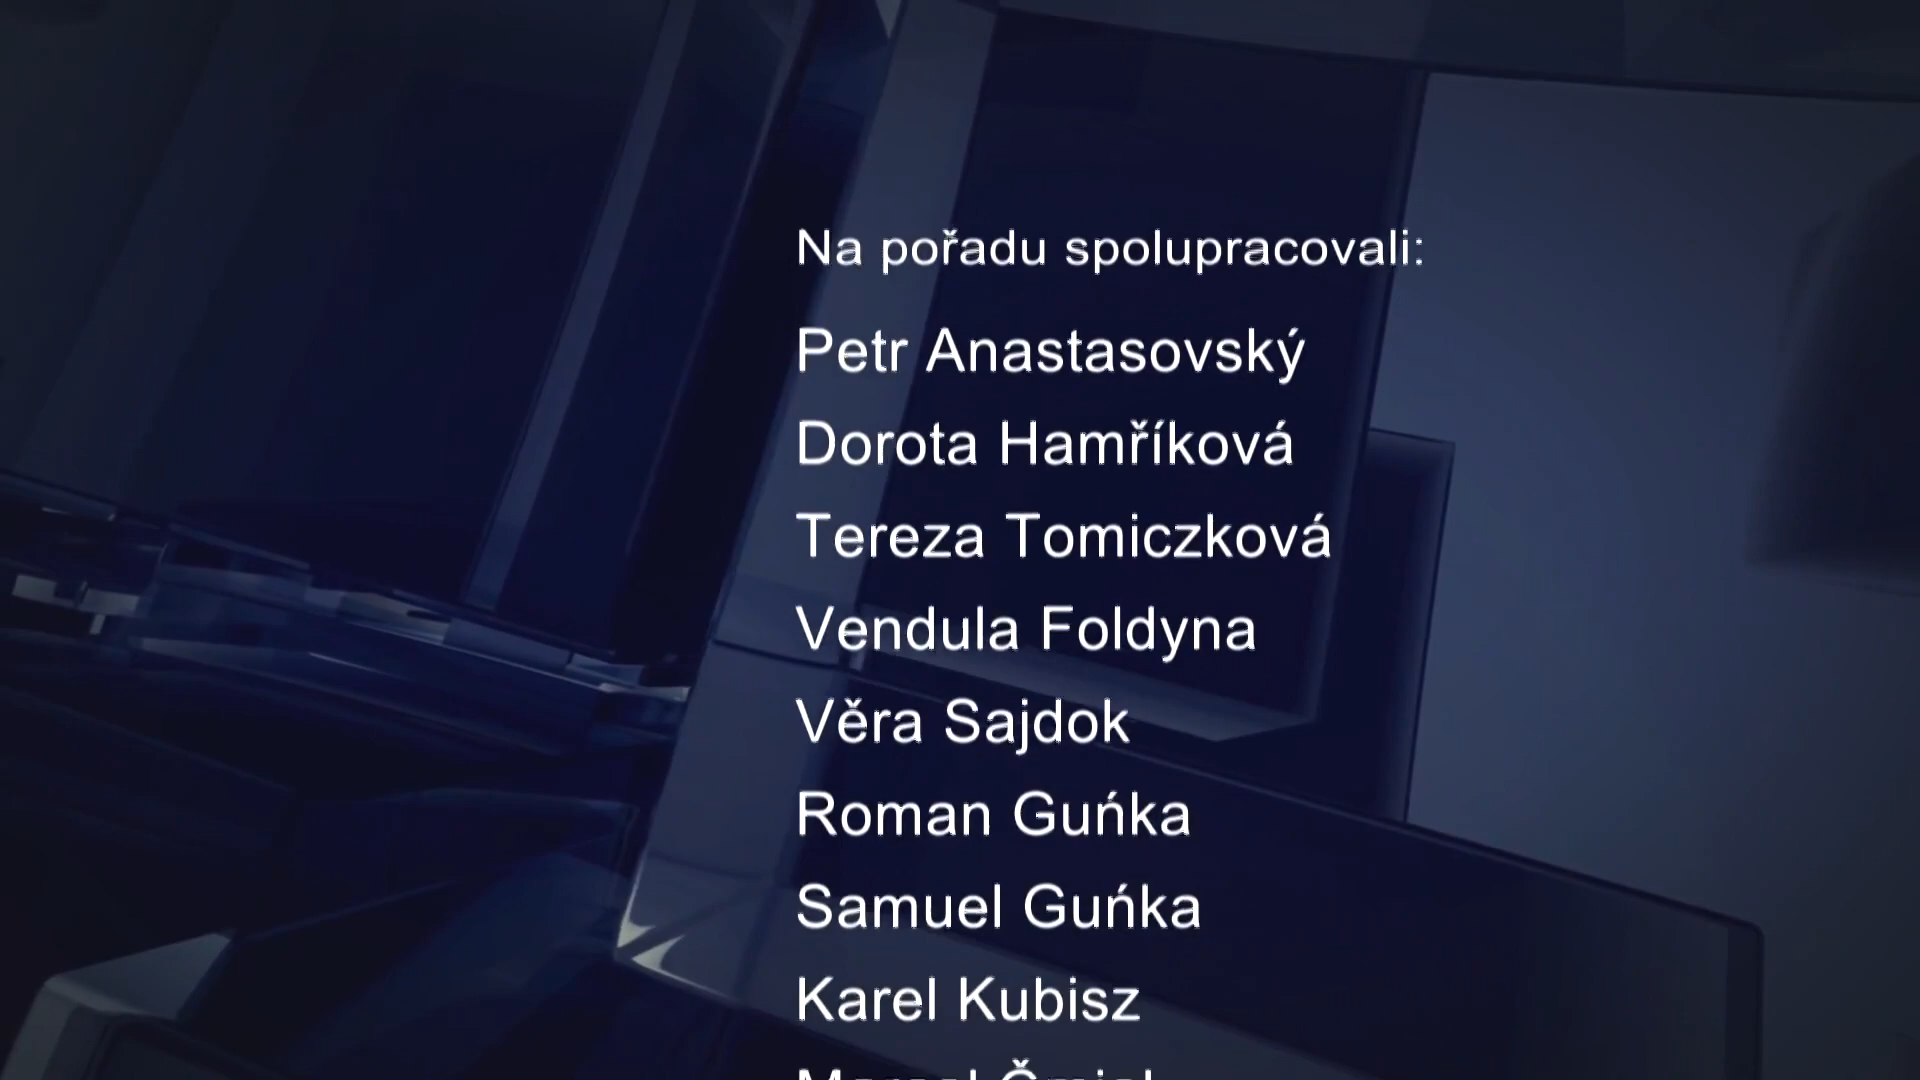 Na pořadu spolupracovali:
Petr Anastasovský
Dorota Hamříková
Tereza Tomiczková
Vendula Foldyna
Věra Sajdok
Roman Guńka
Samuel Guńka
Karel Kubisz